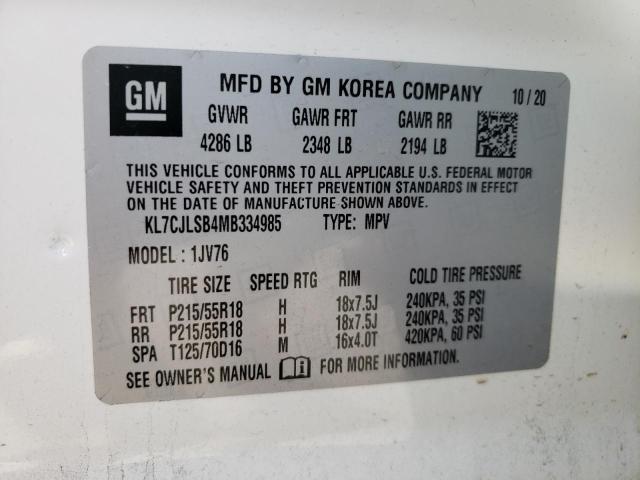 GM MFD BY GM KOREA COMPANY 10/20
GVWR GAWR FRT GAWR RR
4286 LB 2348 LB 2194 LB
THIS VEHICLE CONFORMS TO ALL APPLICABLE U.S. FEDERAL MOTOR
VEHICLE SAFETY AND THEFT PREVENTION STANDARDS IN EFFECT
ON THE DATE OF MANUFACTURE SHOWN ABOVE.
KL7CJLSB4MB334985 TYPE: MPV
MODEL: 1JV76
TIRE SIZE SPEED RTG RIM COLD TIRE PRESSURE
FRT P215/55R18 H 18x7.5J 240KPA, 35 PSI
RR P215/55R18 H 18x7.5J 240KPA, 35 PSI
SPA T125/70D16 M 16x4.0T 420KPA, 60 PSI
SEE OWNER'S MANUAL FOR MORE INFORMATION.